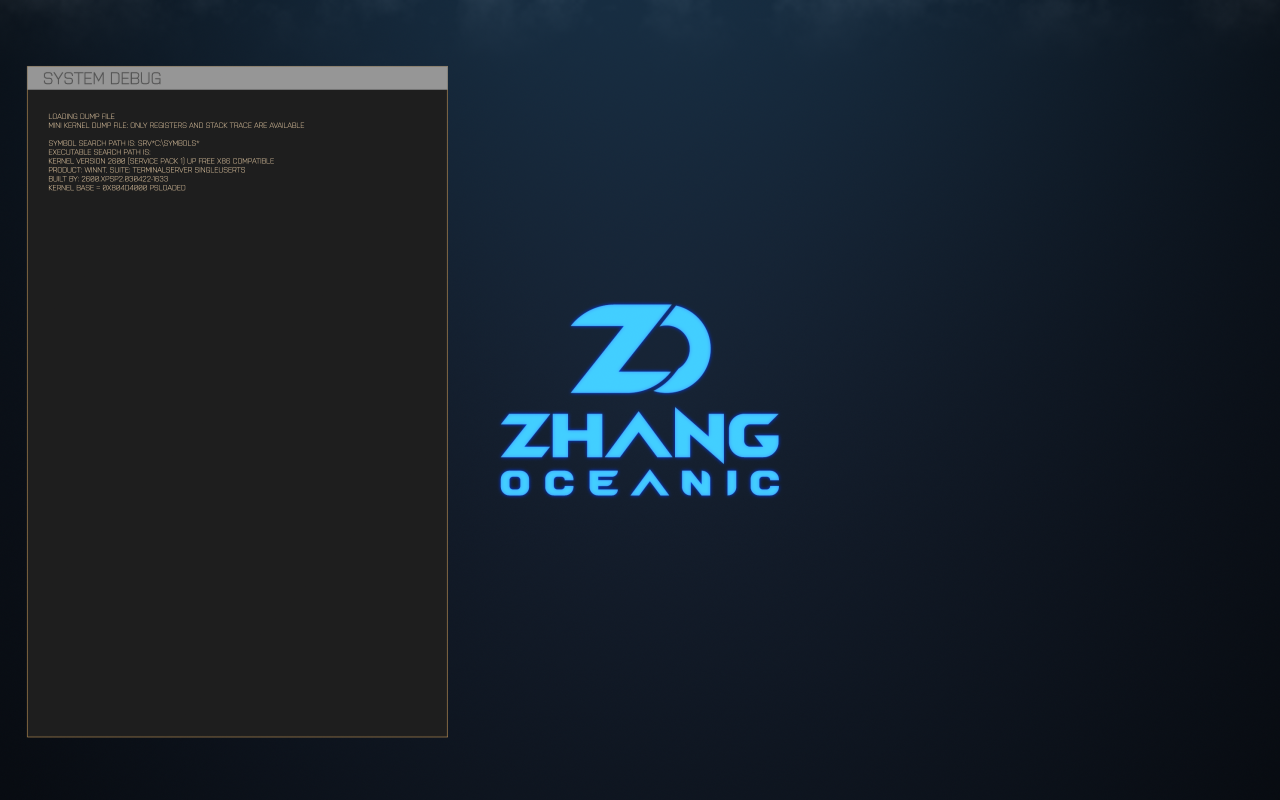 SYSTEM DEBUG
LOADING DUMP FILE
MINI KERNEL DUMP FILE: ONLY REGISTERS AND STACK TRACE ARE AVAILABLE
SYMBOL SEARCH PATH IS: SRV*C:\SYMBOLS*
EXECUTABLE SEARCH PATH IS:
KERNEL VERSION 2600 (SERVICE PACK 1) UP FREE X86 COMPATIBLE
PRODUCT: WINNT, SUITE: TERMINALSERVER SINGLEUSERTS
BUILT BY: 2600.XPSP2.030422-1633
KERNEL BASE = 0X804D4000 PSLOADED
ZO
ZHANG
OCEANIC